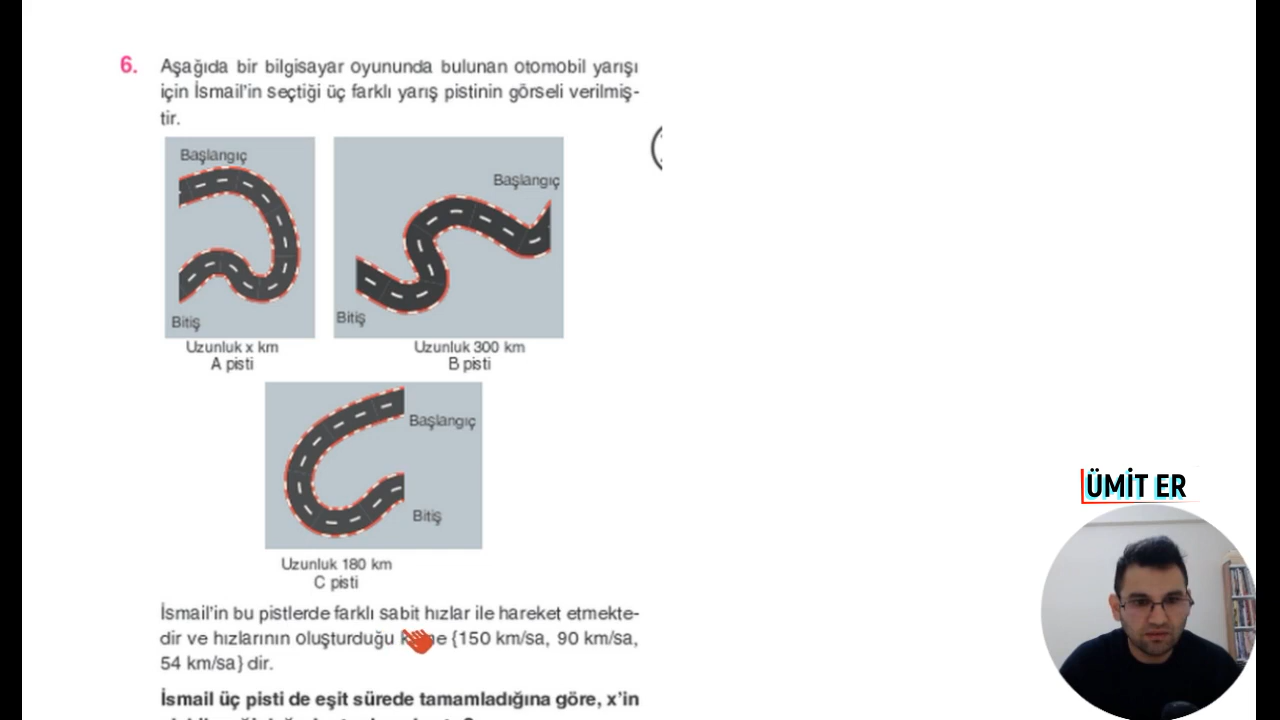 6. Aşağıda bir bilgisayar oyununda bulunan otomobil yarışı
için İsmail'in seçtiği üç farklı yarış pistinin görseli verilmiş-
tir.
Başlangıç
Bitiş
Uzunluk x km
A pisti
Başlangıç
Bitiş
Uzunluk 300 km
B pisti
Başlangıç
Bitiş
Uzunluk 180 km
C pisti
İsmail'in bu pistlerde farklı sabit hızlar ile hareket etmekte-
dir ve hızlarının oluşturduğu {150 km/sa, 90 km/sa,
54 km/sa} dir.
İsmail üç pisti de eşit sürede tamamladığına göre, x'in
ÜMİT ER